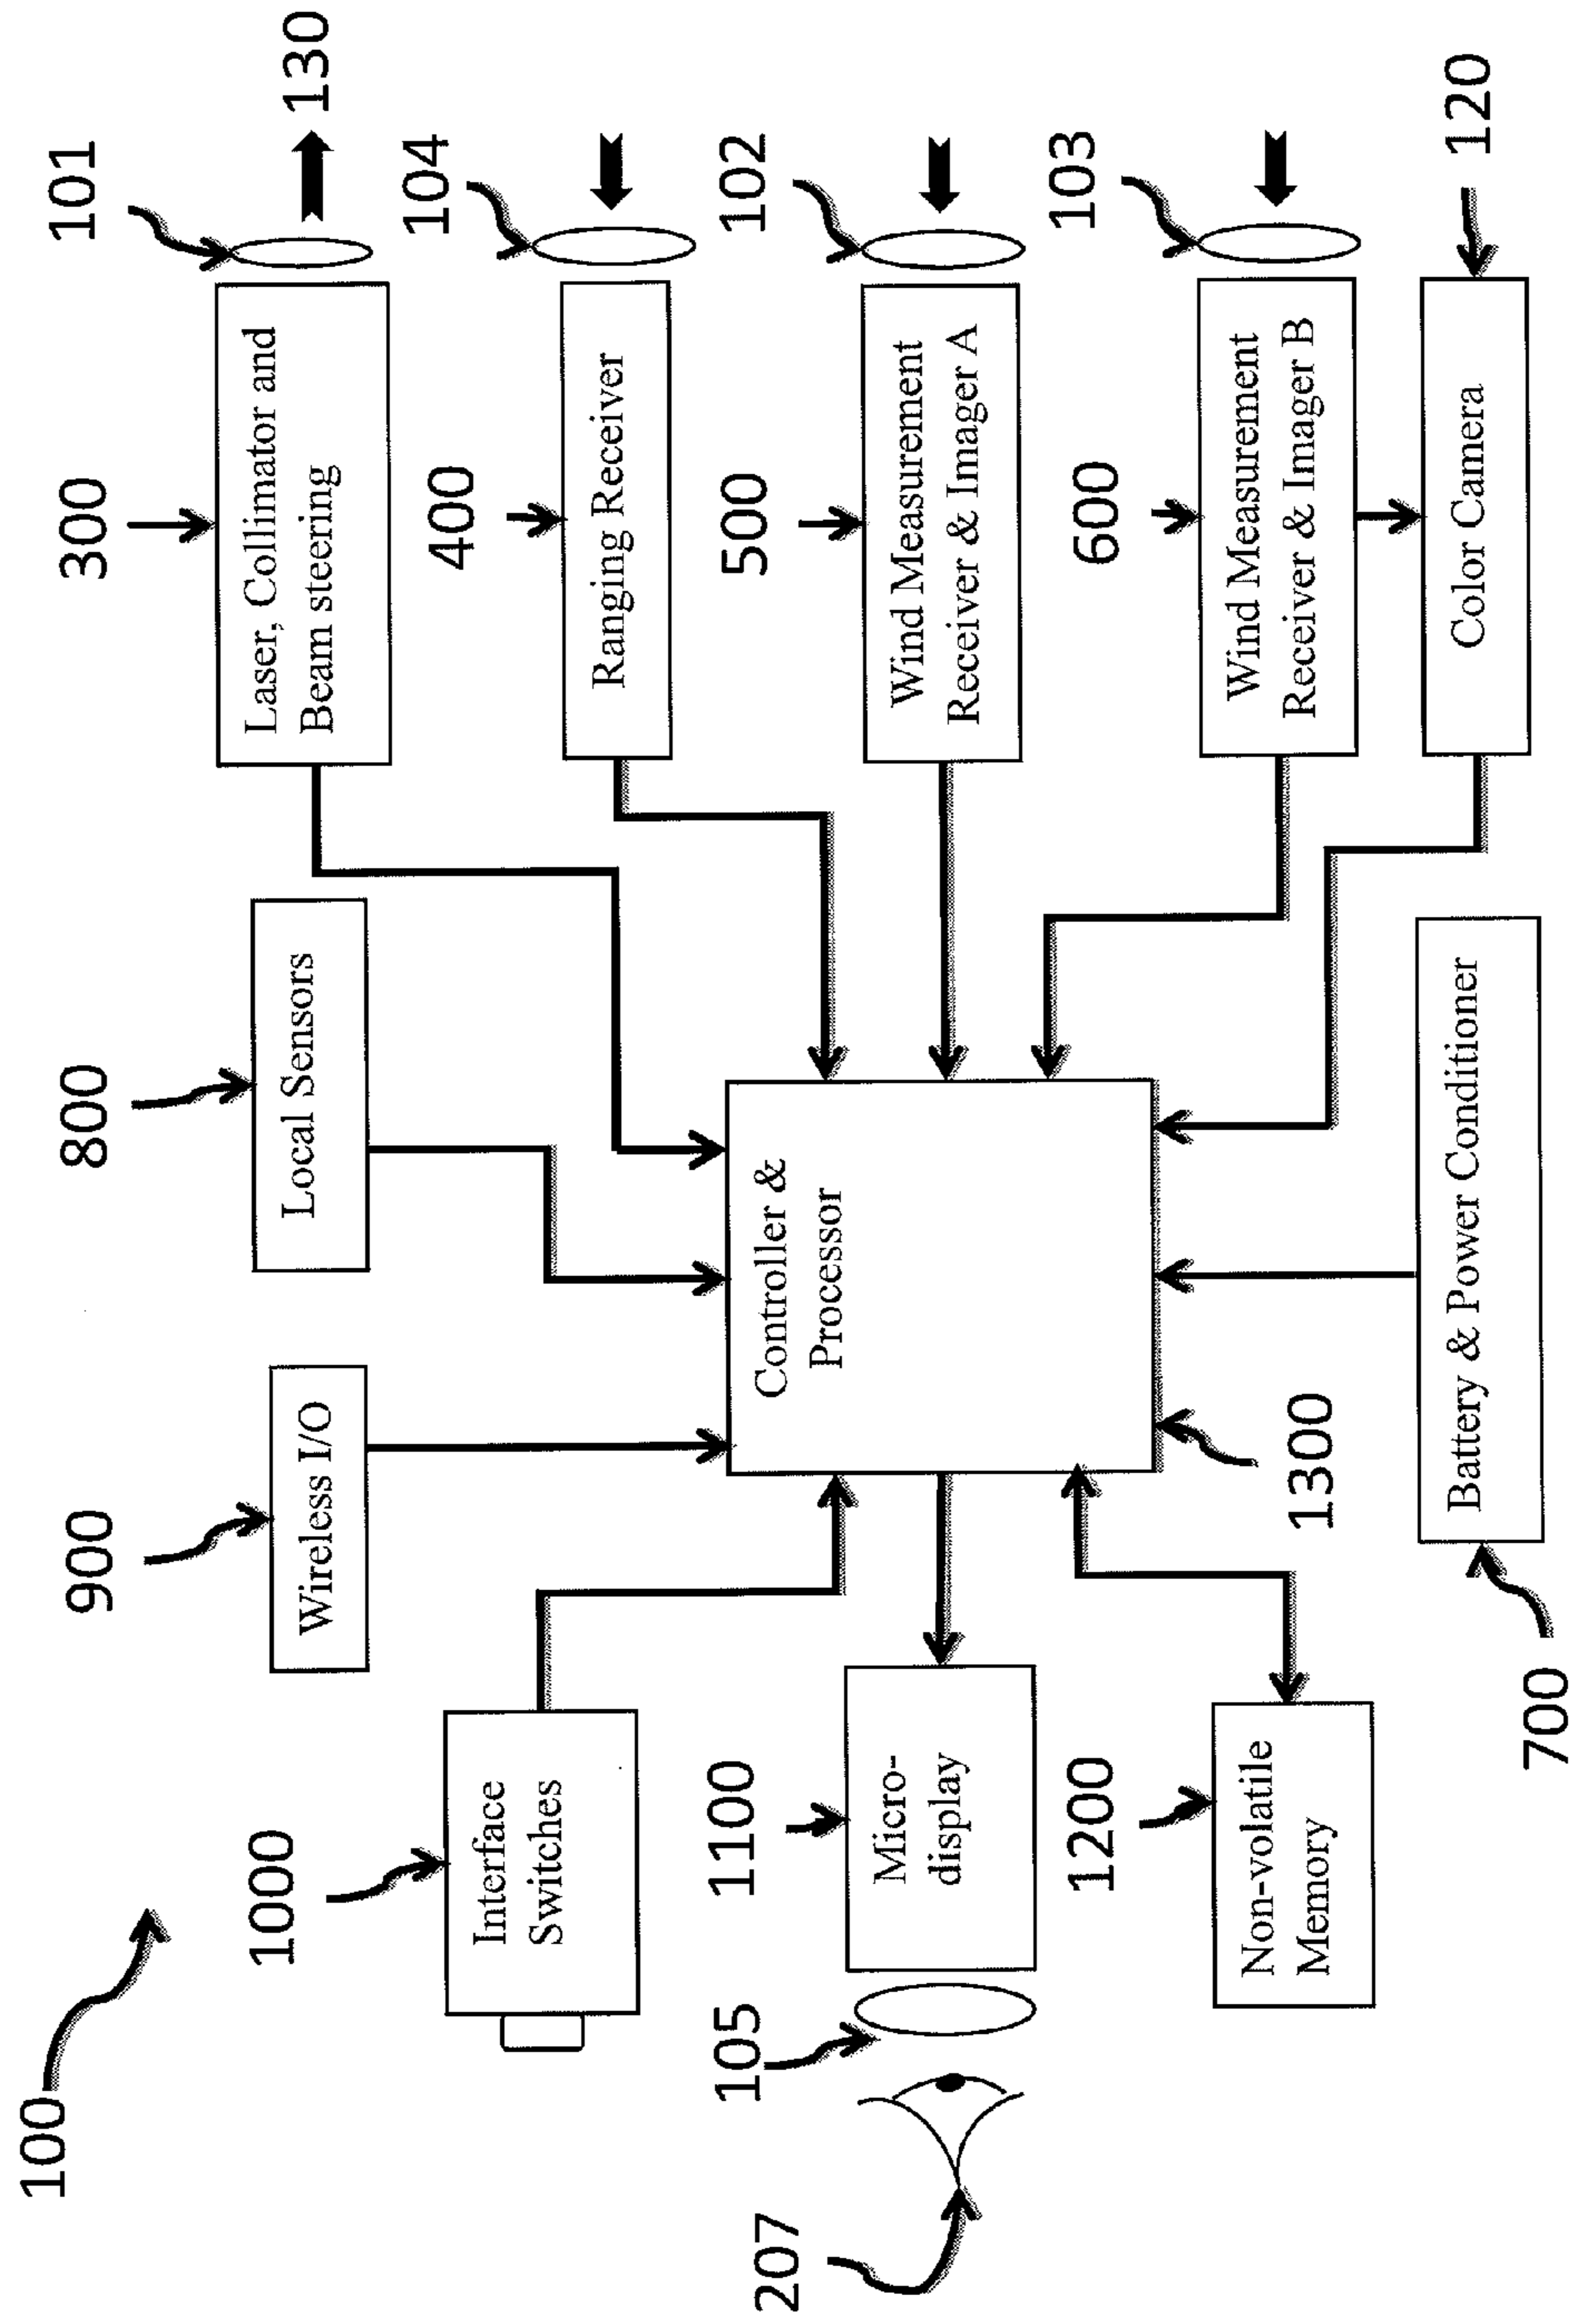 100
900
800
300
101
130
1000
Wireless I/O
Local Sensors
Laser, Collimator and
Beam steering
400
104
Interface
Switches
Ranging Receiver
207
105
1100
Controller &
Processor
500
102
Micro-
display
Wind Measurement
Receiver & Imager A
1200
600
103
Non-volatile
Memory
1300
Wind Measurement
Receiver & Imager B
700
Battery & Power Conditioner
Color Camera
120